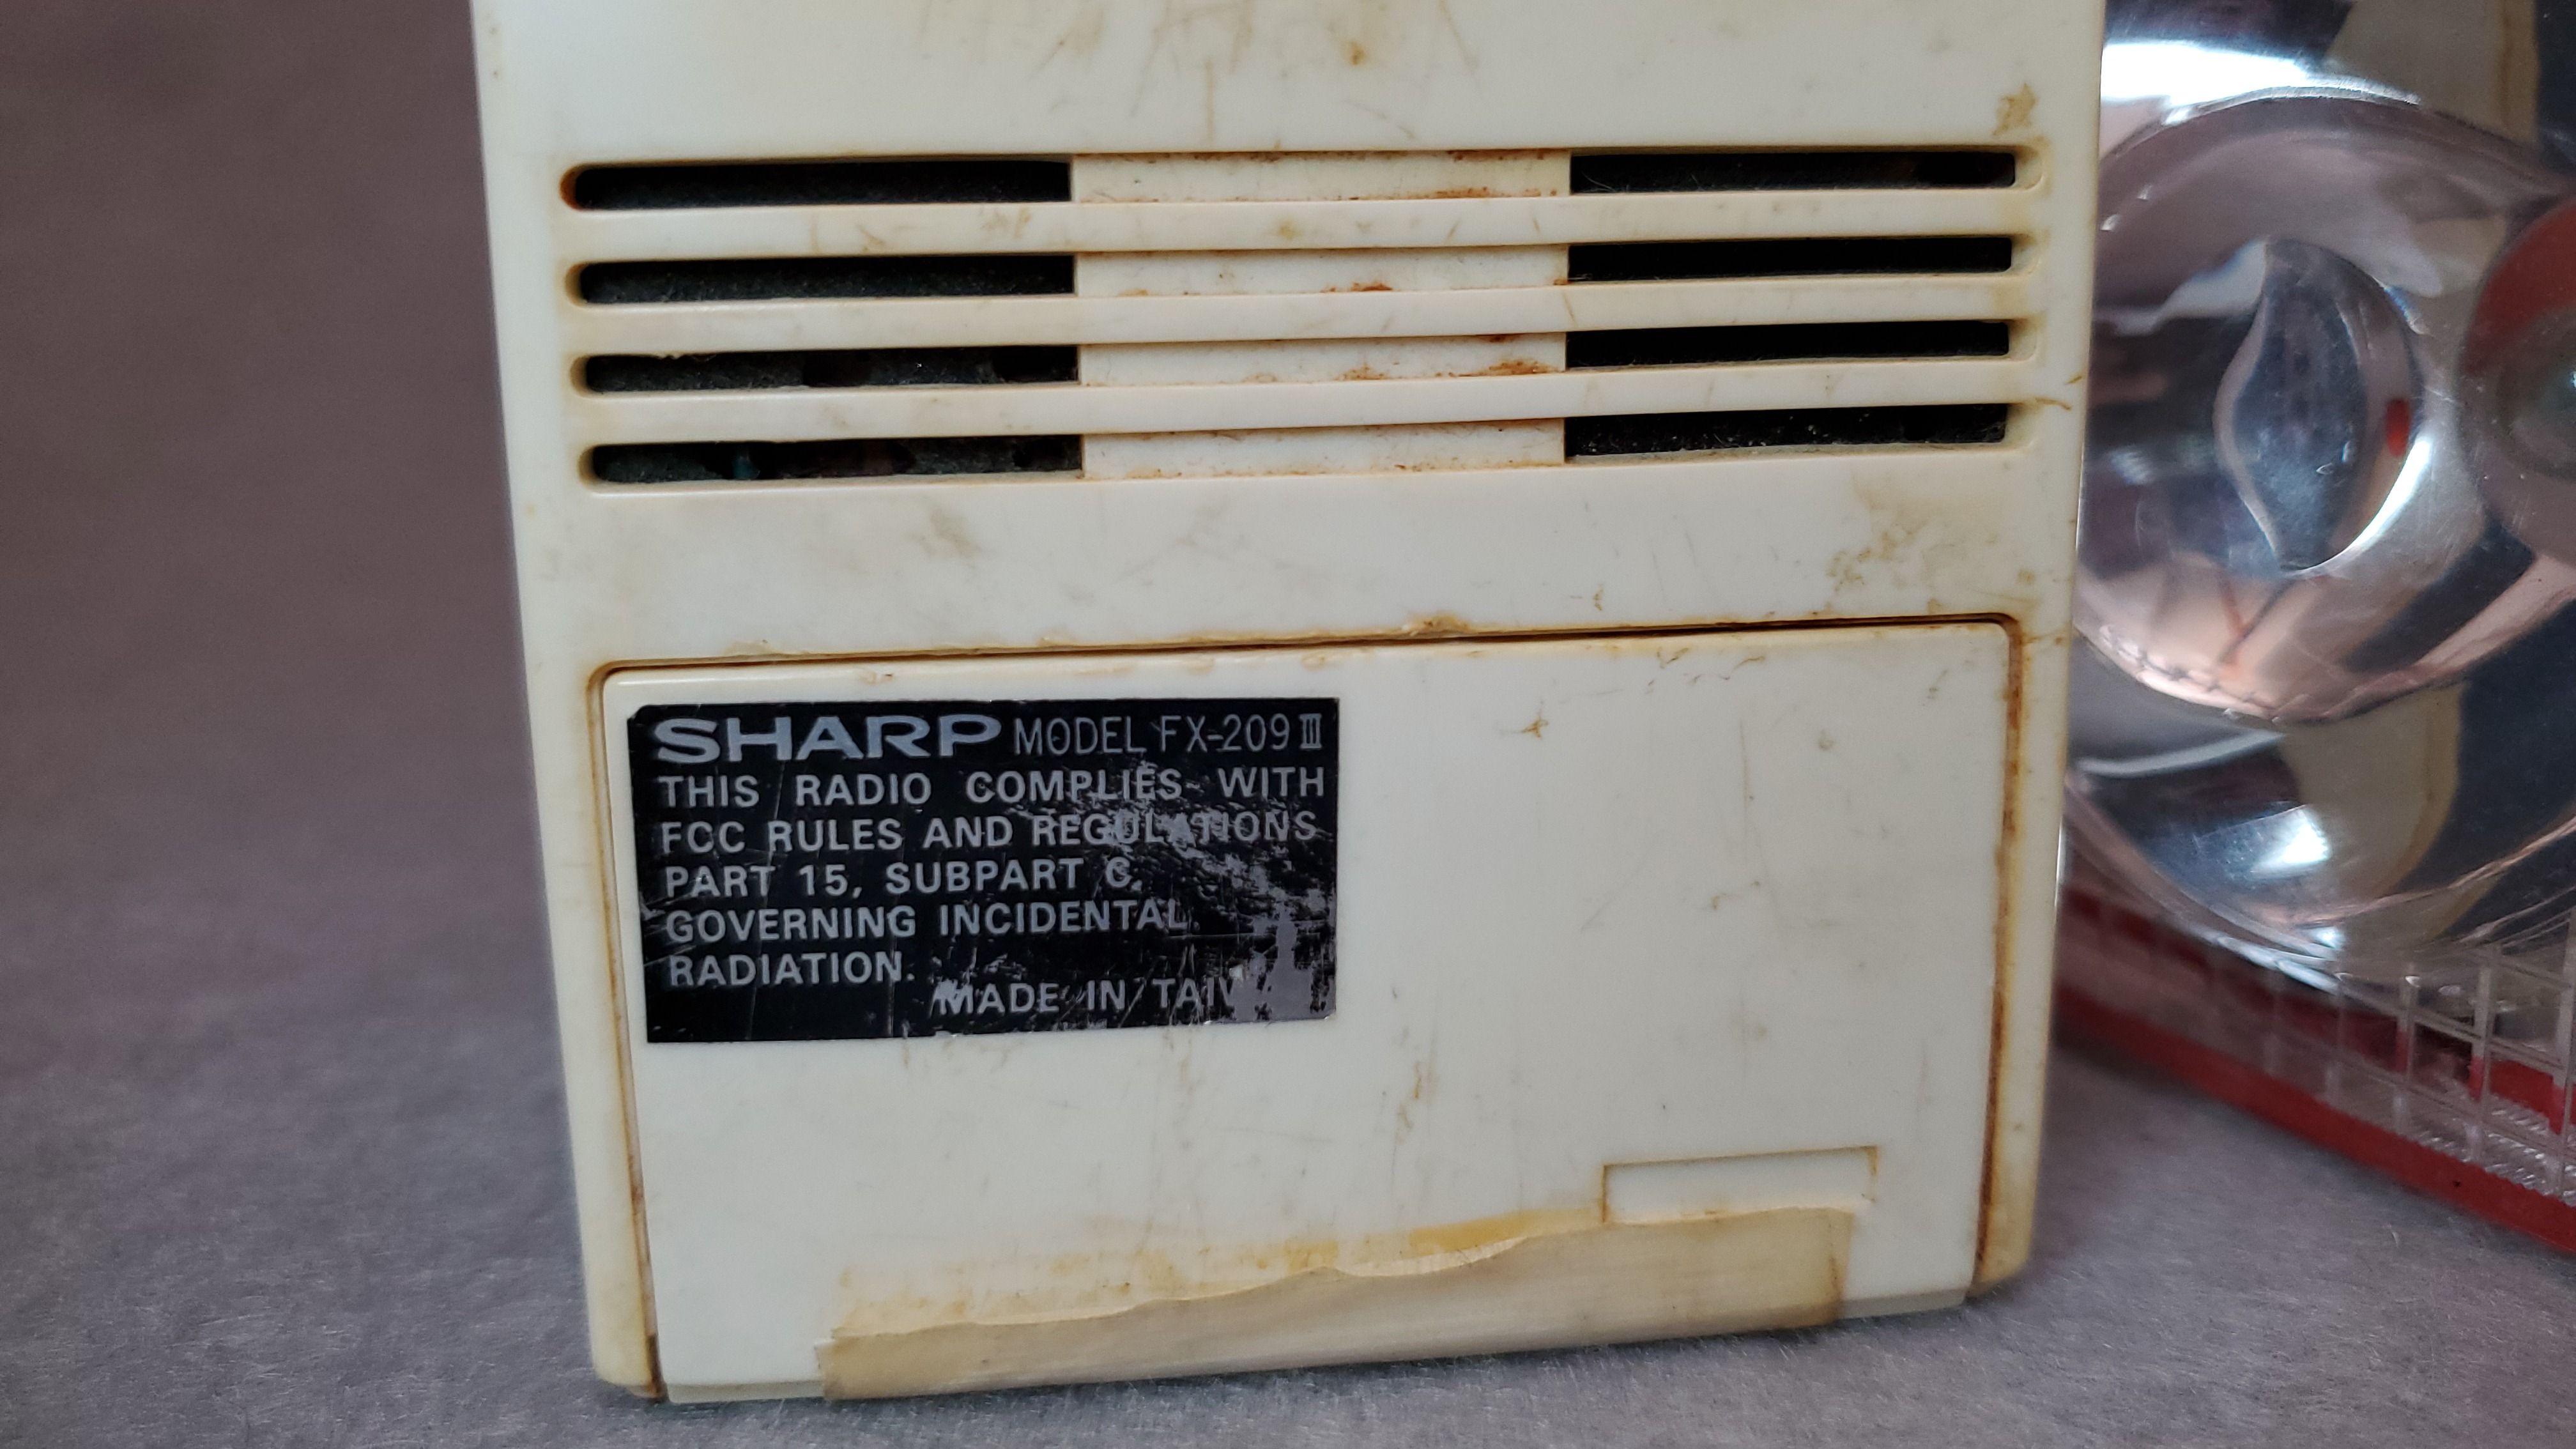 SHARP MODEL FX-209 III
THIS RADIO COMPLIES WITH
FCC RULES AND REGULATIONS
PART 15, SUBPART C.
GOVERNING INCIDENTAL
RADIATION.
MADE IN